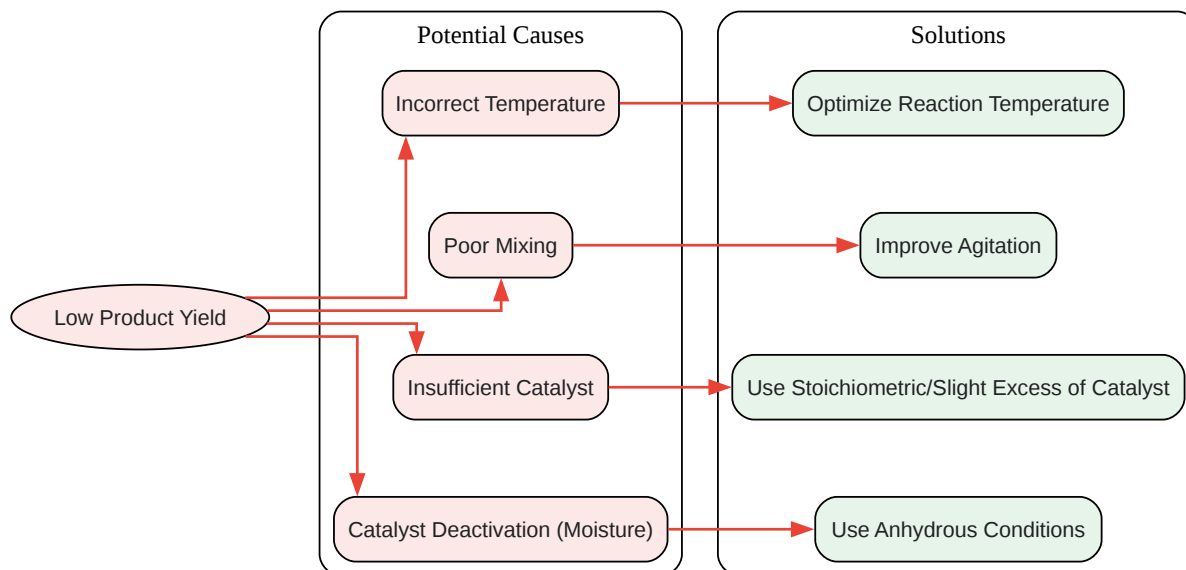 Potential Causes
Solutions
Incorrect Temperature
Optimize Reaction Temperature
Poor Mixing
Improve Agitation
Low Product Yield
Insufficient Catalyst
Use Stoichiometric/Slight Excess of Catalyst
Catalyst Deactivation (Moisture)
Use Anhydrous Conditions